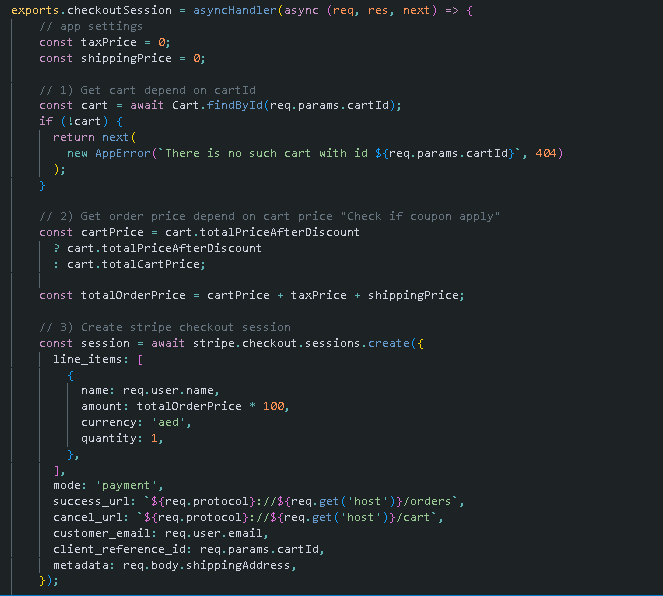 exports.checkoutSession = asyncHandler(async (req, res, next) => {
// app settings
const taxPrice = 0;
const shippingPrice = 0;
// 1) Get cart depend on cartId
const cart = await Cart.findById(req.params.cartId);
if (!cart) {
return next(
new AppError(`There is no such cart with id ${req.params.cartId}`, 404)
);
}
// 2) Get order price depend on cart price "Check if coupon apply"
const cartPrice = cart.totalPriceAfterDiscount
? cart.totalPriceAfterDiscount
: cart.totalCartPrice;
const totalOrderPrice = cartPrice + taxPrice + shippingPrice;
// 3) Create stripe checkout session
const session = await stripe.checkout.sessions.create({
line_items: [
{
name: req.user.name,
amount: totalOrderPrice * 100,
currency: 'aed',
quantity: 1,
},
],
mode: 'payment',
success_url: `${req.protocol}://${req.get('host')}/orders`,
cancel_url: `${req.protocol}://${req.get('host')}/cart`,
customer_email: req.user.email,
client_reference_id: req.params.cartId,
metadata: req.body.shippingAddress,
});